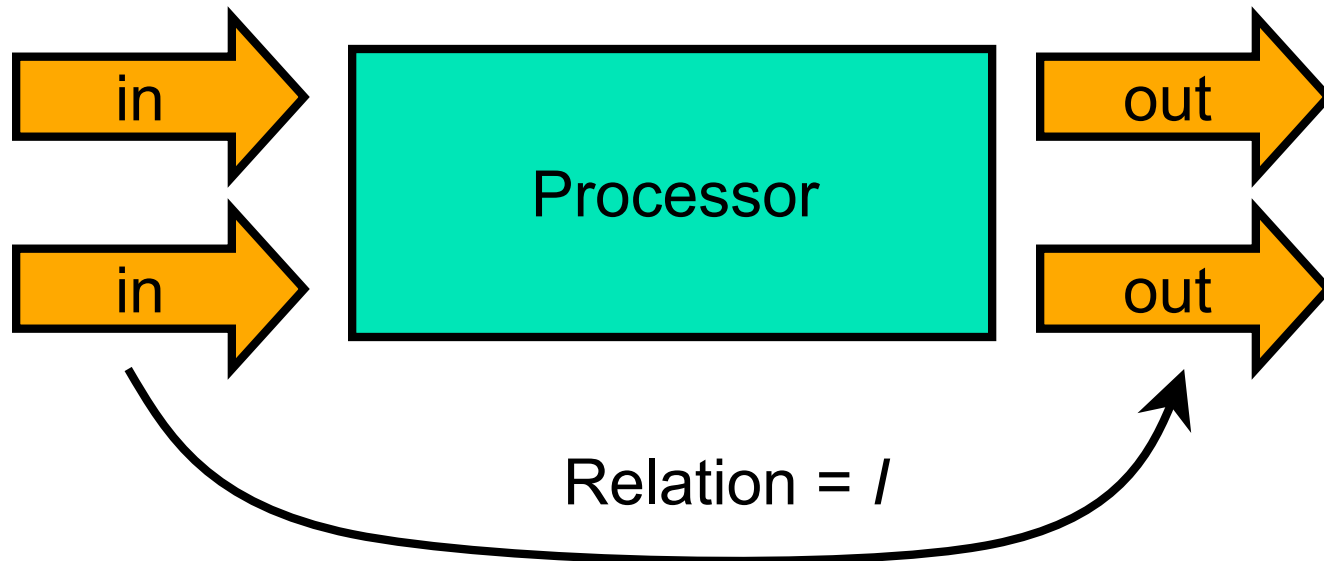 in
out
Processor
in
out
Relation = I